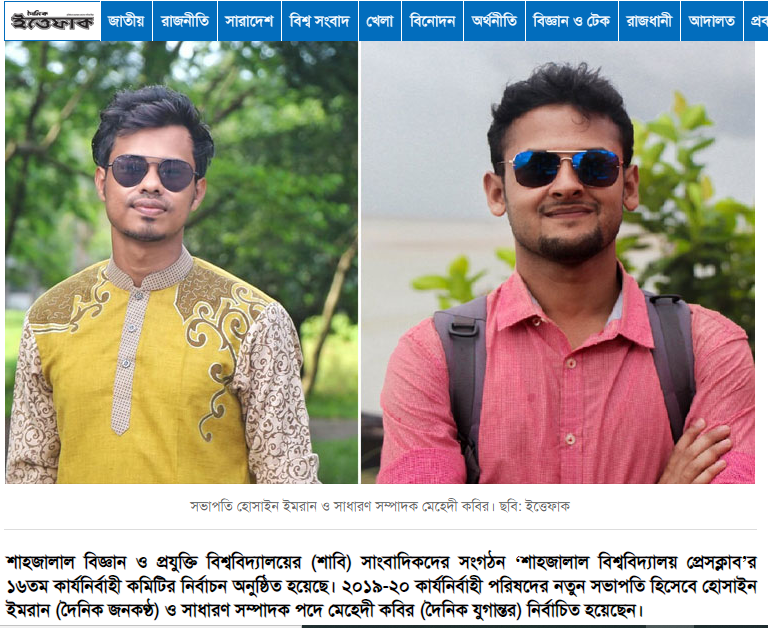 দৈনিক
ইত্তেফাক জাতীয় রাজনীতি সারাদেশ বিশ্ব সংবাদ খেলা বিনোদন অর্থনীতি বিজ্ঞান ও টেক রাজধানী আদালত
সভাপতি হোসাইন ইমরান ও সাধারণ সম্পাদক মেহেদী কবির। ছবি: ইত্তেফাক
শাহজালাল বিজ্ঞান ও প্রযুক্তি বিশ্ববিদ্যালয়ের (শাবি) সাংবাদিকদের সংগঠন ‘শাহজালাল বিশ্ববিদ্যালয় প্রেসক্লাব’র
১৬তম কার্যনির্বাহী কমিটির নির্বাচন অনুষ্ঠিত হয়েছে। ২০১৯-২০ কার্যনির্বাহী পরিষদের নতুন সভাপতি হিসেবে হোসাইন
ইমরান (দৈনিক জনকণ্ঠ) ও সাধারণ সম্পাদক পদে মেহেদী কবির (দৈনিক যুগান্তর) নির্বাচিত হয়েছেন।